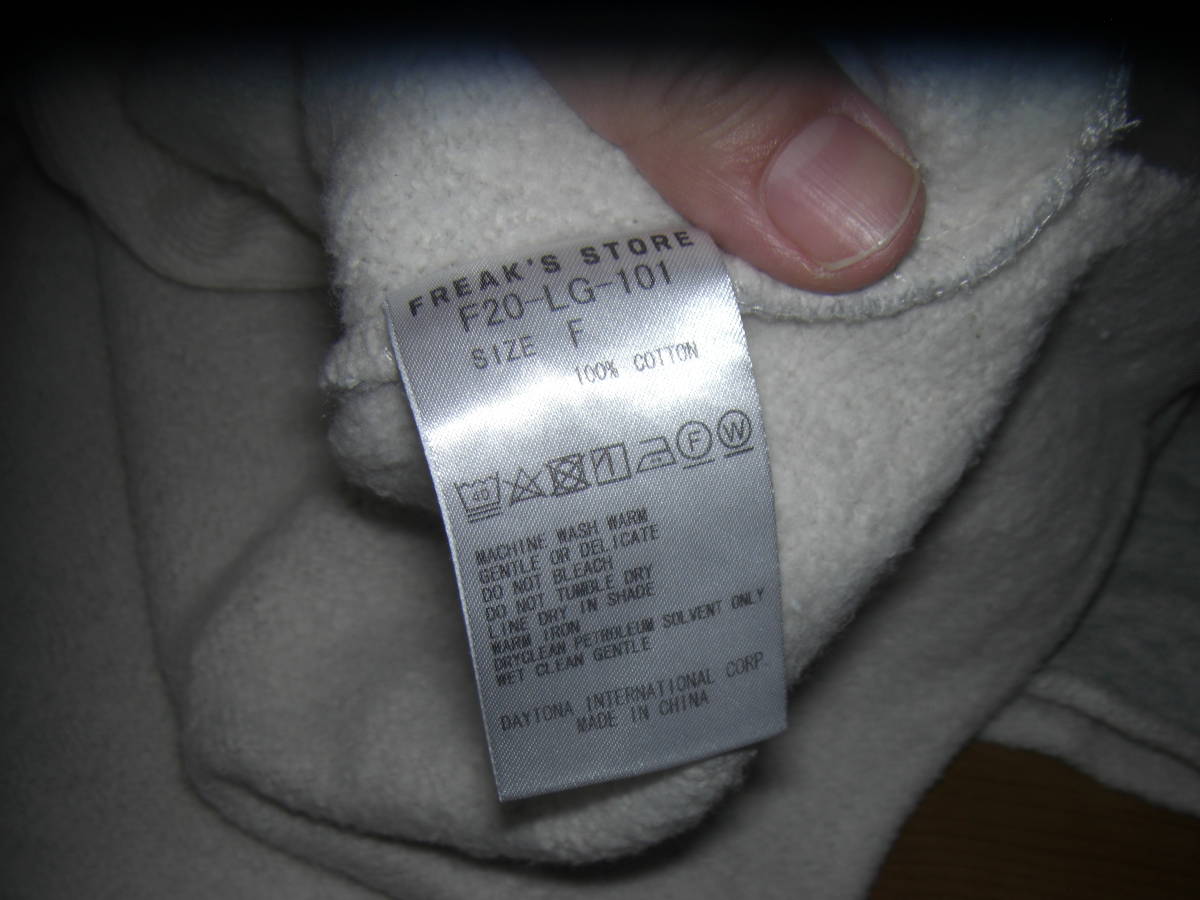 FREAK'S STORE
F20-LG-101
SIZE F
100% COTTON
40 F W
MACHINE WASH WARM
GENTLE OR DELICATE
DO NOT BLEACH
DO NOT TUMBLE DRY
LINE DRY IN SHADE
WARM IRON
DRYCLEAN PETROLEUM SOLVENT ONLY
WET CLEAN GENTLE
DAYTONA INTERNATIONAL CORP.
MADE IN CHINA